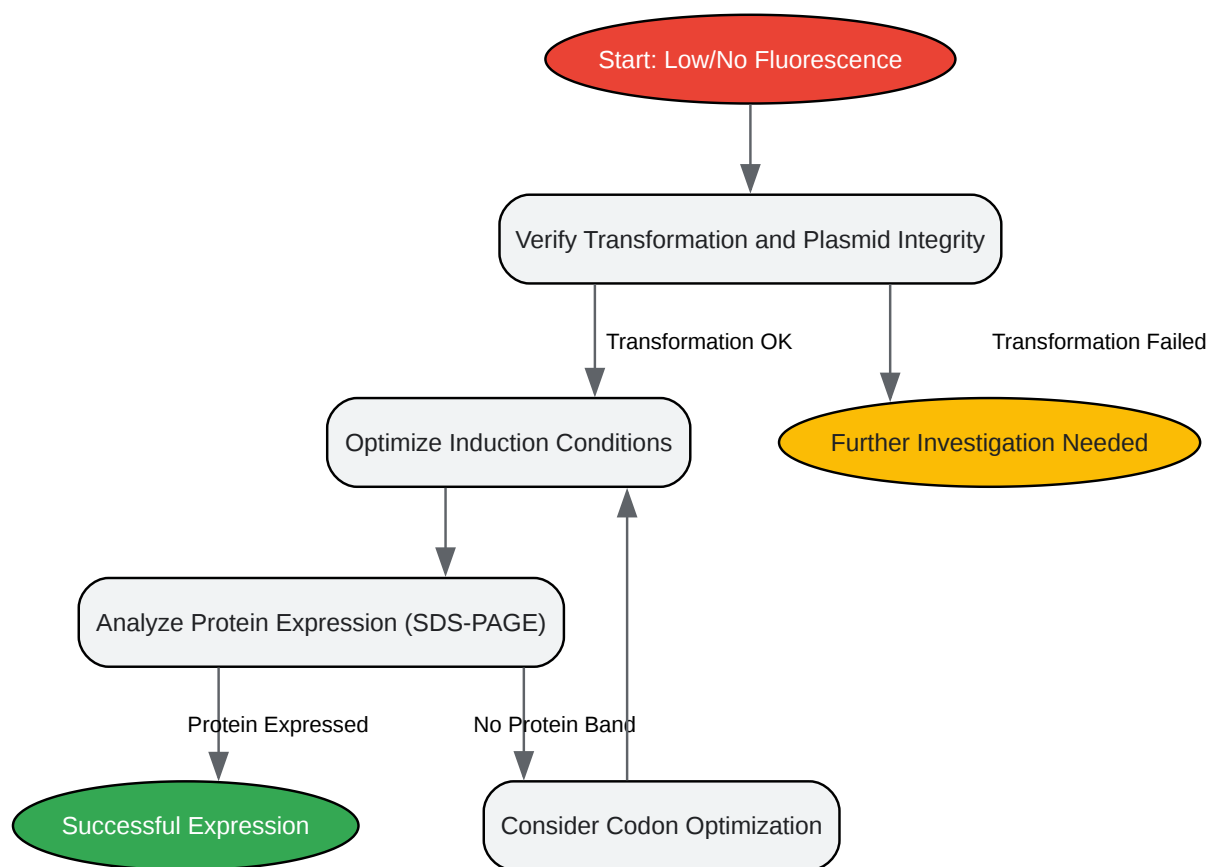 Start: Low/No Fluorescence
Verify Transformation and Plasmid Integrity
Transformation OK
Transformation Failed
Optimize Induction Conditions
Further Investigation Needed
Analyze Protein Expression (SDS-PAGE)
Protein Expressed
No Protein Band
Successful Expression
Consider Codon Optimization